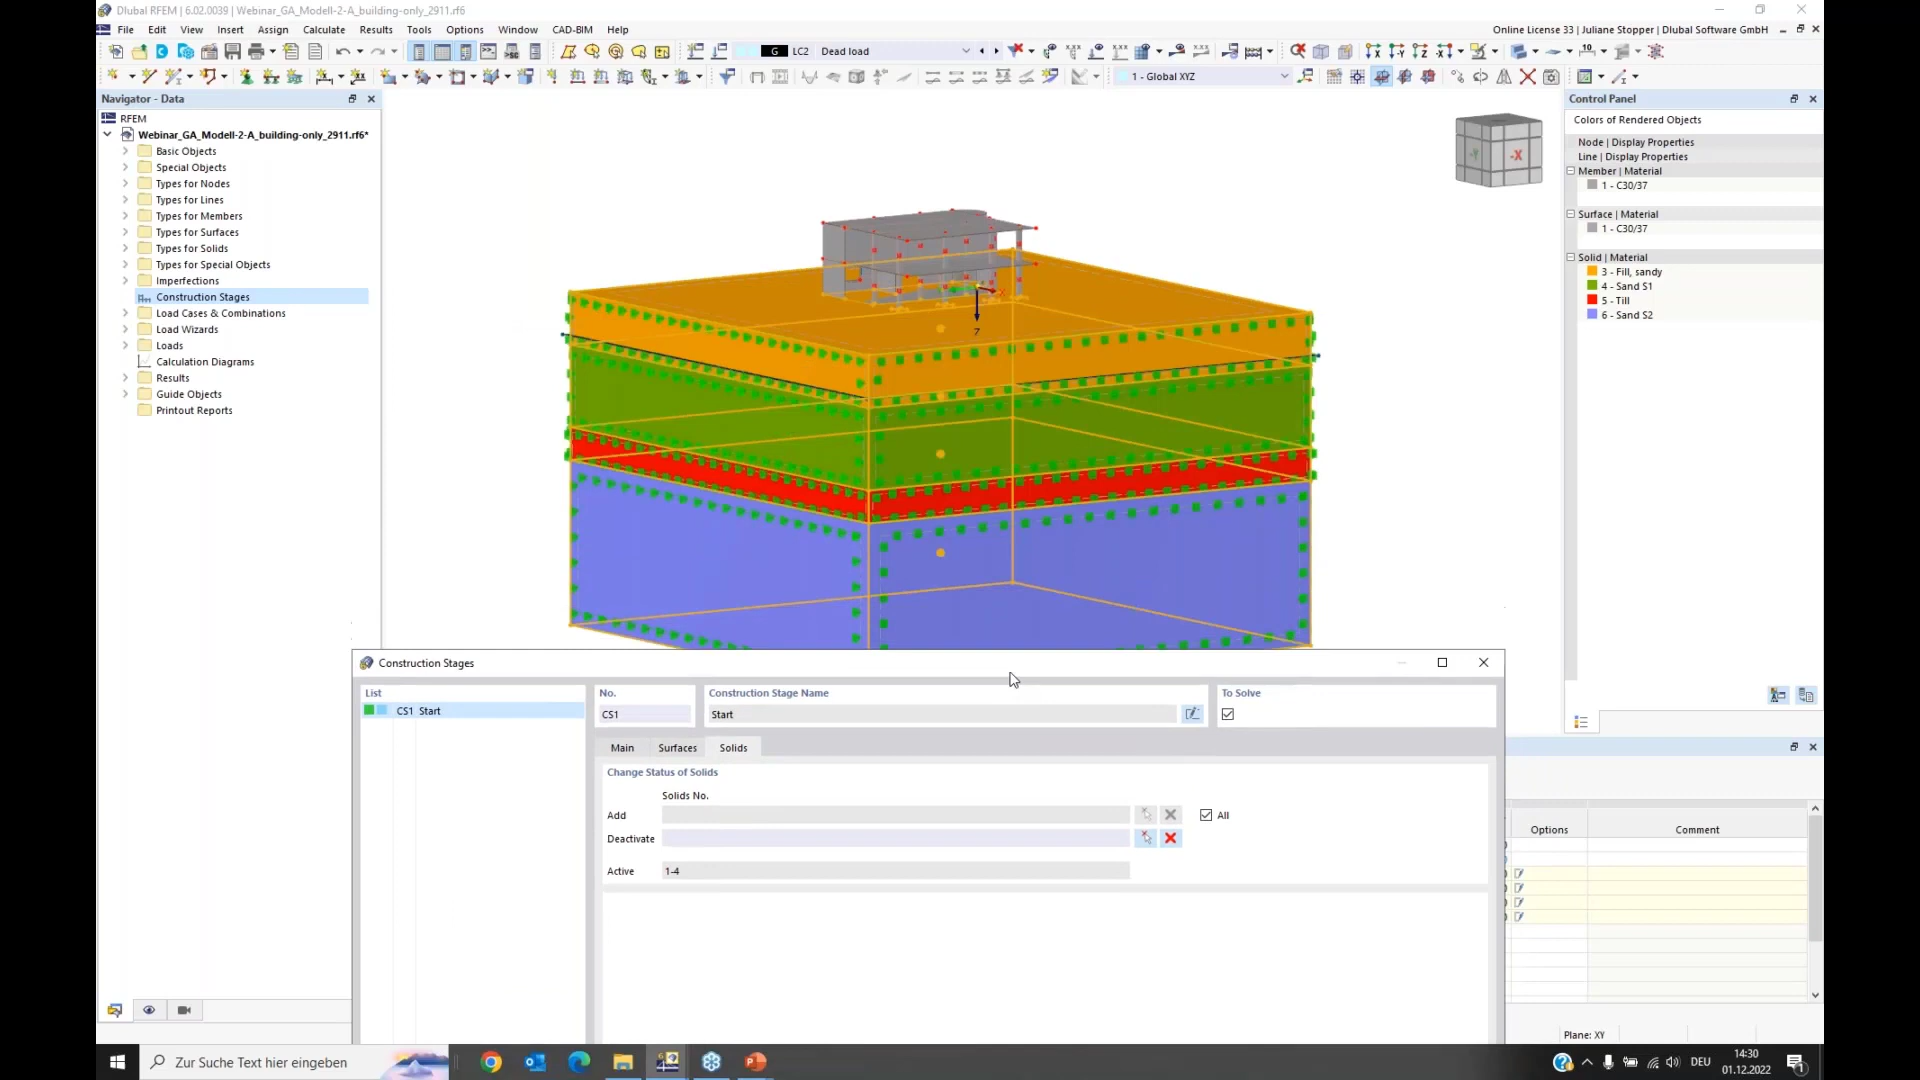 Dlubal RFEM | 6.02.0039 | Webinar_GA_Modell-2-A_building-only_2911.rf6
File Edit View Insert Assign Calculate Results Tools Options Window CAD-BIM Help
Online License 33 | Juliane Stopper | Dlubal Software GmbH
G LC2 Dead load
1 - Global XYZ
Navigator - Data
RFEM
Webinar_GA_Modell-2-A_building-only_2911.rf6*
Basic Objects
Special Objects
Types for Nodes
Types for Lines
Types for Members
Types for Surfaces
Types for Solids
Types for Special Objects
Imperfections
Construction Stages
Load Cases & Combinations
Load Wizards
Loads
Calculation Diagrams
Results
Guide Objects
Printout Reports
-Y -X
X
Z
Control Panel
Colors of Rendered Objects
Node | Display Properties
Line | Display Properties
Member | Material
1 - C30/37
Surface | Material
1 - C30/37
Solid | Material
3 - Fill, sandy
4 - Sand S1
5 - Till
6 - Sand S2
Construction Stages
List
CS1 Start
No.
CS1
Construction Stage Name
Start
To Solve
Main Surfaces Solids
Change Status of Solids
Solids No.
Add
All
Deactivate
Active 1-4
Options Comment
Plane: XY
Zur Suche Text hier eingeben
DEU
14:30
01.12.2022